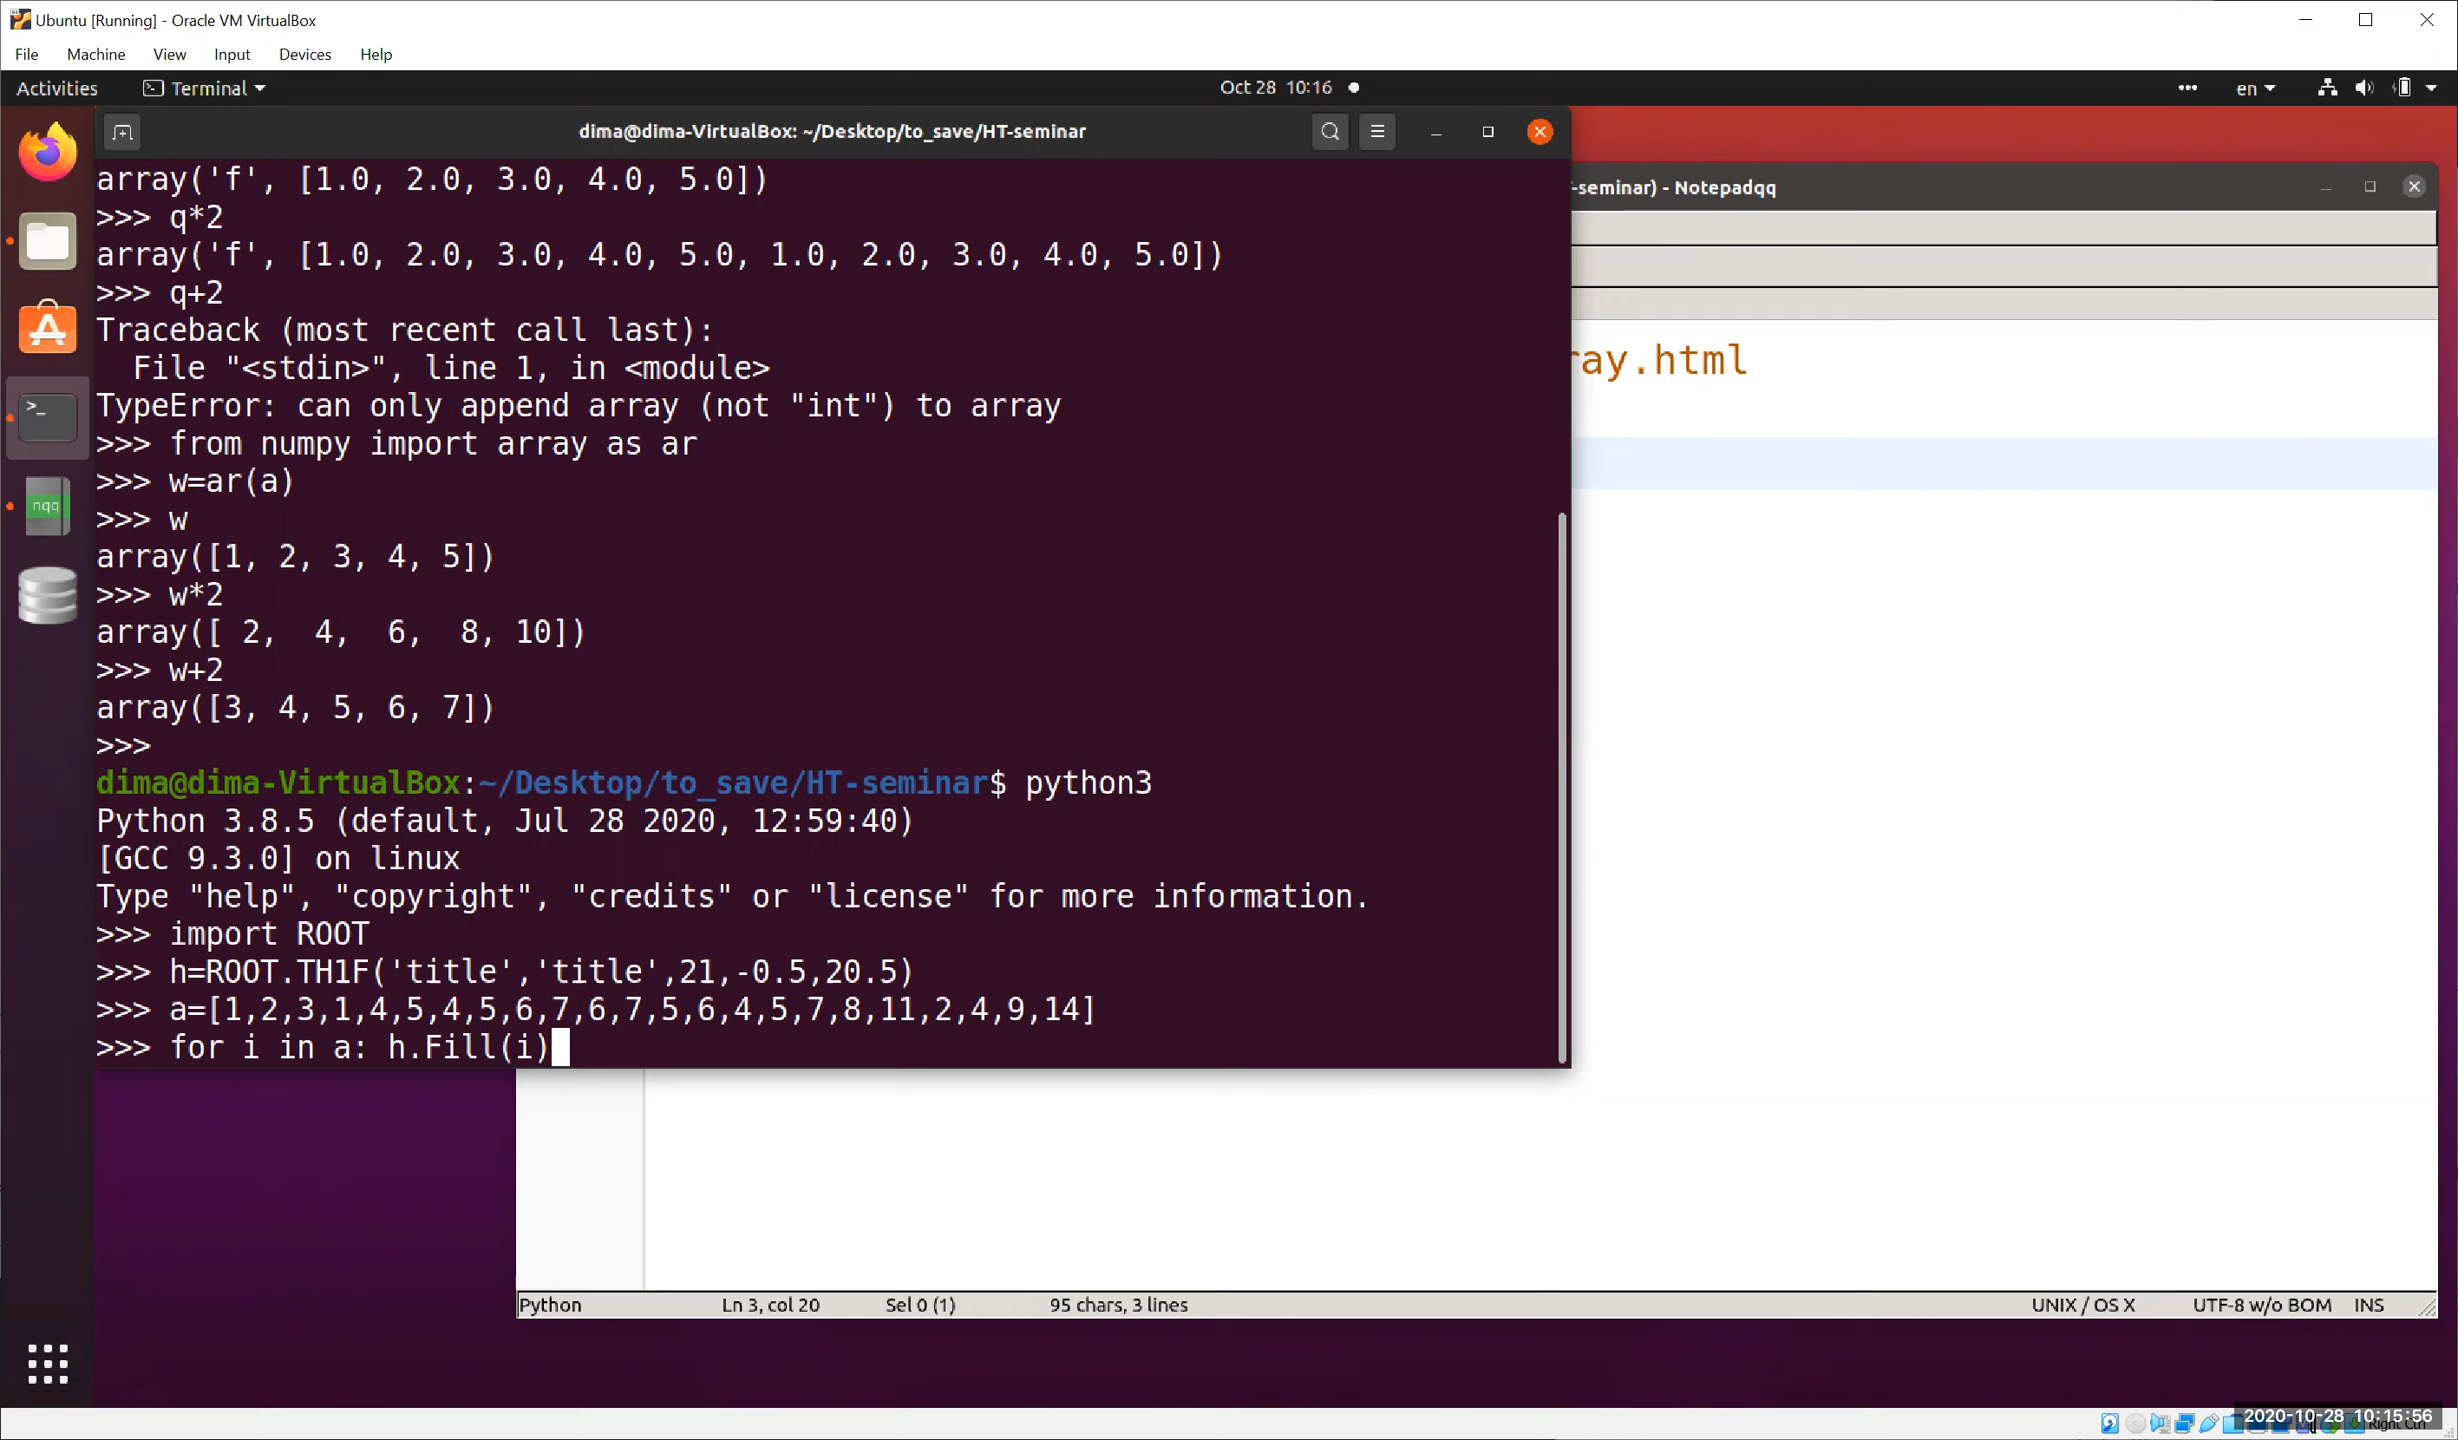 Ubuntu [Running] - Oracle VM VirtualBox
File Machine View Input Devices Help
Activities Terminal Oct 28 10:16 en
dima@dima-VirtualBox: ~/Desktop/to_save/HT-seminar
-seminar) - Notepadqq
array('f', [1.0, 2.0, 3.0, 4.0, 5.0])
>>> q*2
array('f', [1.0, 2.0, 3.0, 4.0, 5.0, 1.0, 2.0, 3.0, 4.0, 5.0])
>>> q+2
Traceback (most recent call last):
  File "<stdin>", line 1, in <module>
TypeError: can only append array (not "int") to array
>>> from numpy import array as ar
>>> w=ar(a)
>>> w
array([1, 2, 3, 4, 5])
>>> w*2
array([ 2,  4,  6,  8, 10])
>>> w+2
array([3, 4, 5, 6, 7])
>>>
dima@dima-VirtualBox:~/Desktop/to_save/HT-seminar$ python3
Python 3.8.5 (default, Jul 28 2020, 12:59:40)
[GCC 9.3.0] on linux
Type "help", "copyright", "credits" or "license" for more information.
>>> import ROOT
>>> h=ROOT.TH1F('title','title',21,-0.5,20.5)
>>> a=[1,2,3,1,4,5,4,5,6,7,6,7,5,6,4,5,7,8,11,2,4,9,14]
>>> for i in a: h.Fill(i)
ray.html
nqq
Python Ln 3, col 20 Sel 0 (1) 95 chars, 3 lines UNIX / OS X UTF-8 w/o BOM INS
2020-10-28 10:15:56
Right Ctrl